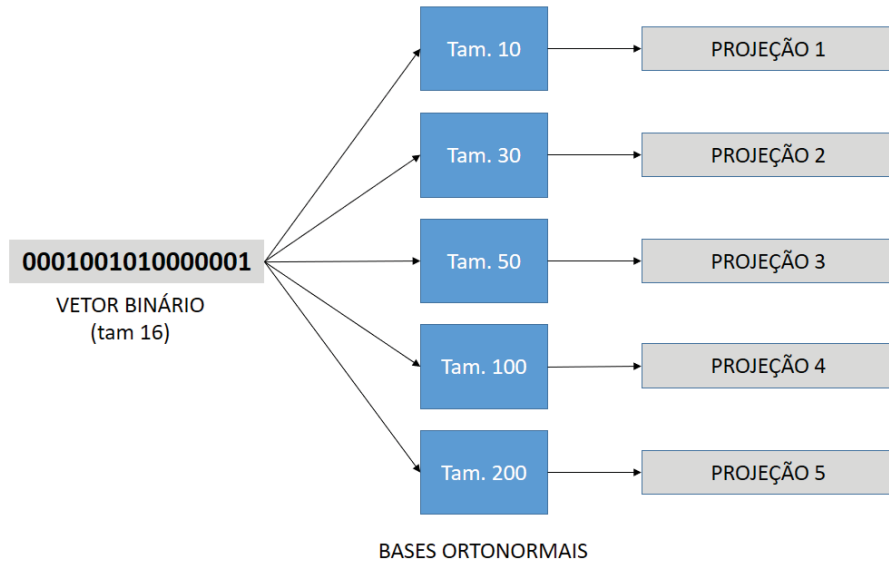 Tam. 10
PROJEÇÃO 1
Tam. 30
PROJEÇÃO 2
0001001010000001
VETOR BINÁRIO
(tam 16)
Tam. 50
PROJEÇÃO 3
Tam. 100
PROJEÇÃO 4
Tam. 200
PROJEÇÃO 5
BASES ORTONORMAIS